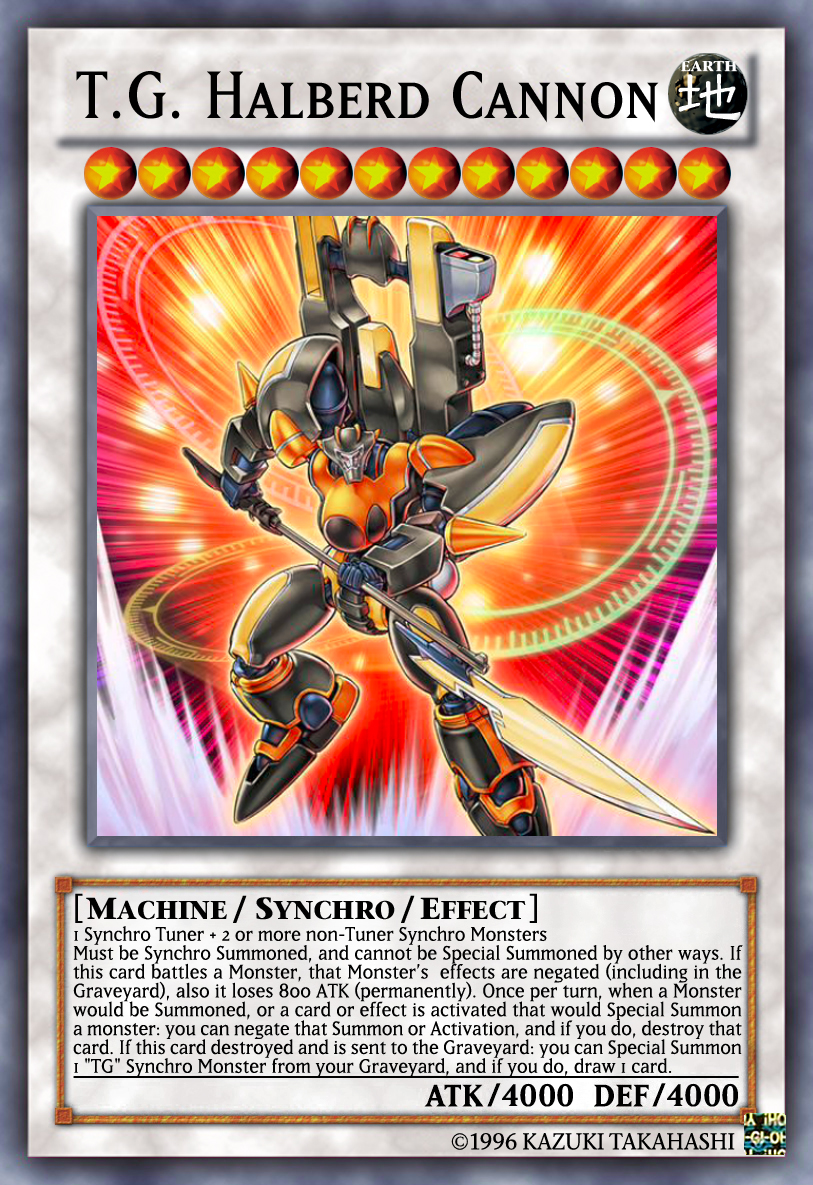 T.G. Halberd Cannon
EARTH
地
[Machine / Synchro / Effect]
1 Synchro Tuner + 2 or more non-Tuner Synchro Monsters
Must be Synchro Summoned, and cannot be Special Summoned by other ways. If
this card battles a Monster, that Monster's effects are negated (including in the
Graveyard), also it loses 800 ATK (permanently). Once per turn, when a Monster
would be Summoned, or a card or effect is activated that would Special Summon
a monster: you can negate that Summon or Activation, and if you do, destroy that
card. If this card destroyed and is sent to the Graveyard: you can Special Summon
1 "TG" Synchro Monster from your Graveyard, and if you do, draw 1 card.
ATK/4000 DEF/4000
©1996 KAZUKI TAKAHASHI